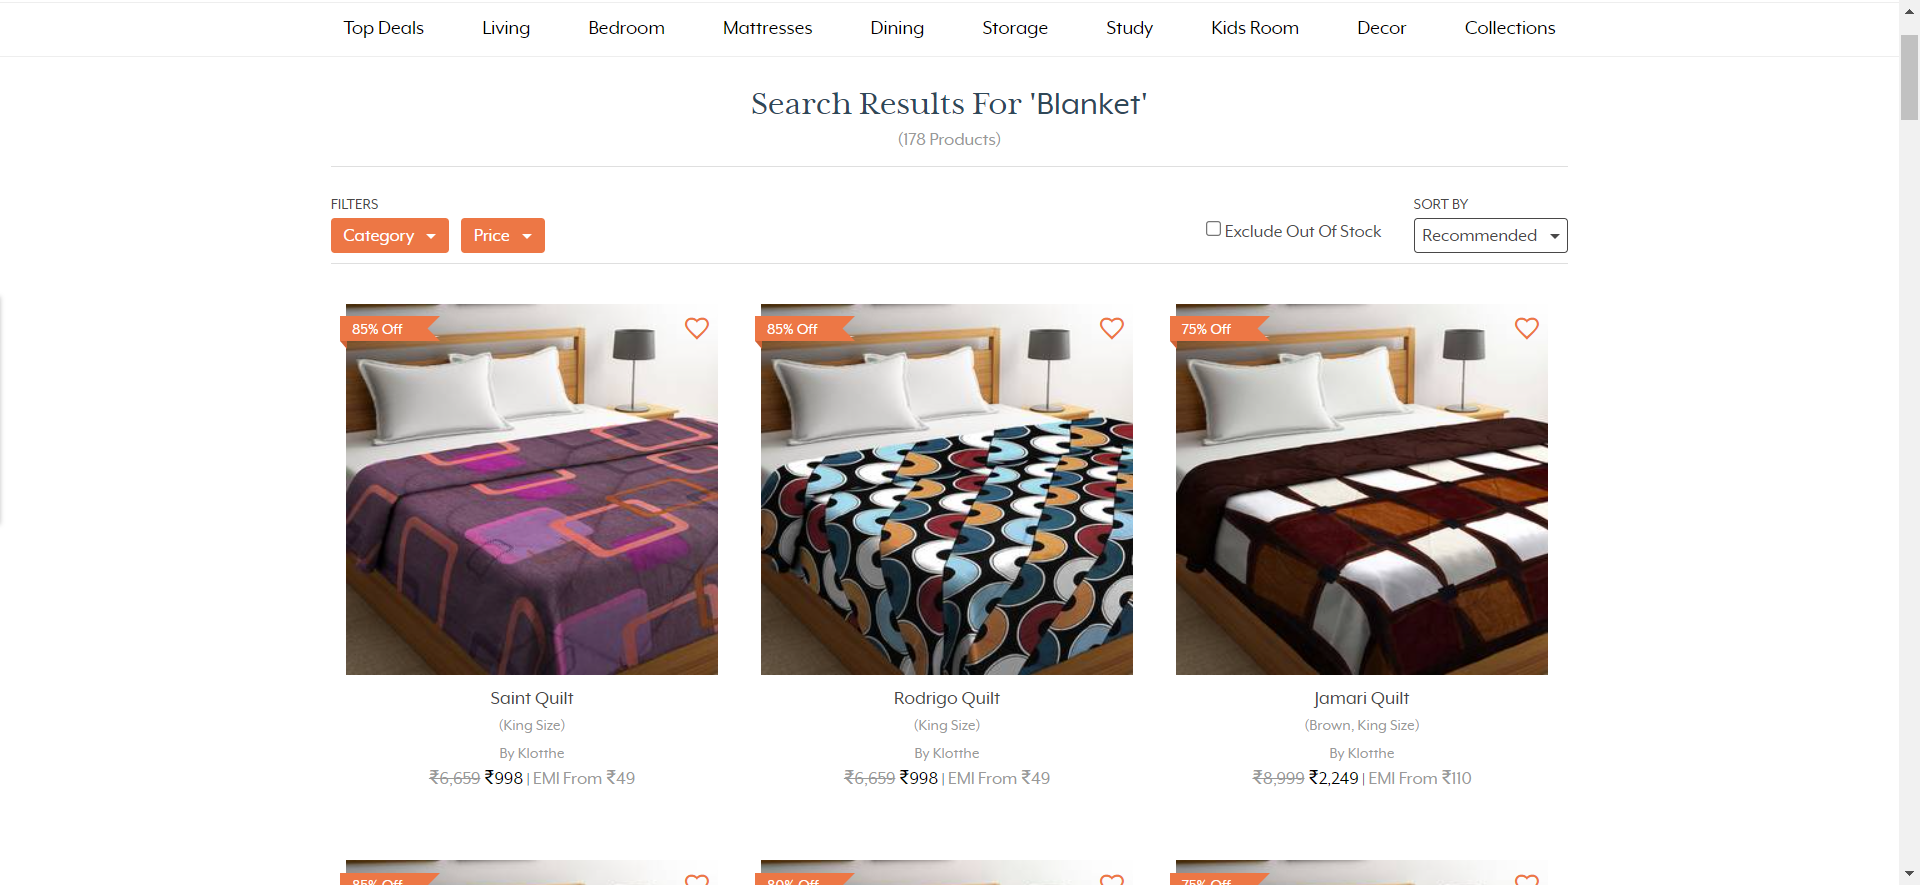 Top Deals Living Bedroom Mattresses Dining Storage Study Kids Room Decor Collections
Search Results For 'Blanket'
(178 Products)
FILTERS
Category Price
Exclude Out Of Stock
SORT BY
Recommended
85% Off
85% Off
75% Off
Saint Quilt
(King Size)
By Klotthe
₹6,659 ₹998 | EMI From ₹49
Rodrigo Quilt
(King Size)
By Klotthe
₹6,659 ₹998 | EMI From ₹49
Jamari Quilt
(Brown, King Size)
By Klotthe
₹8,999 ₹2,249 | EMI From ₹110
85% Off
80% Off
75% Off